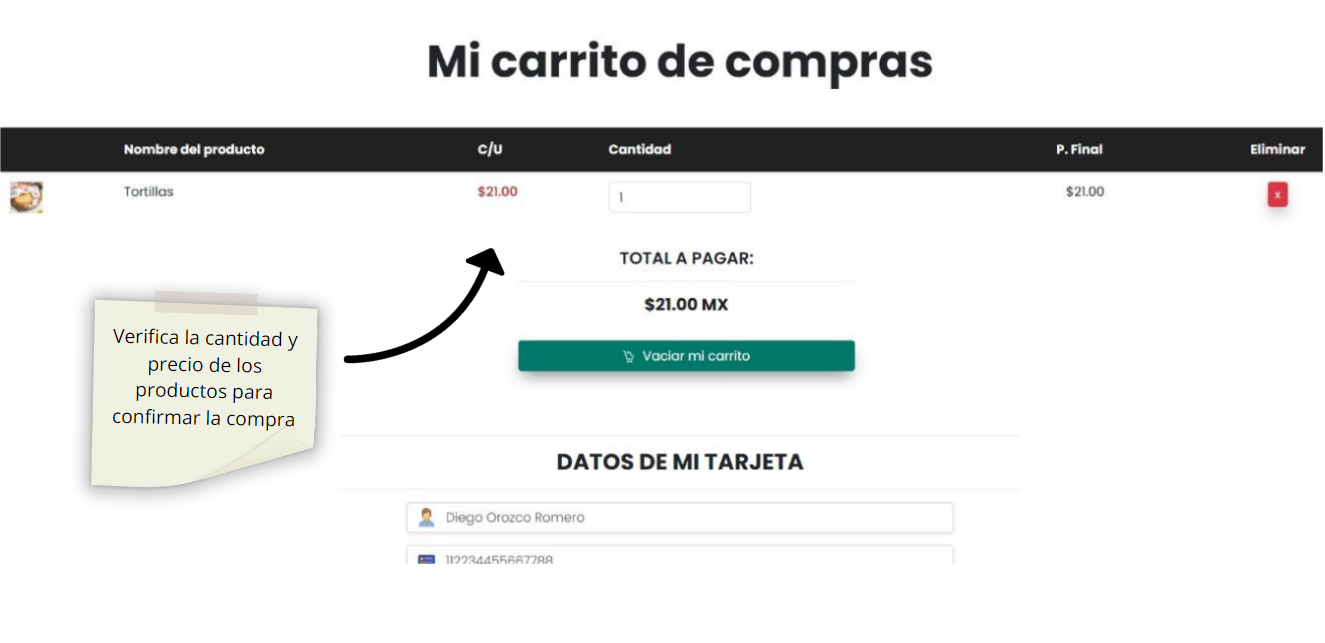 Mi carrito de compras
Nombre del producto C/U Cantidad P. Final Eliminar
Tortillas $21.00 1 $21.00 x
TOTAL A PAGAR:
$21.00 MX
Vaciar mi carrito
Verifica la cantidad y
precio de los
productos para
confirmar la compra
DATOS DE MI TARJETA
Diego Orozco Romero
112234455667788